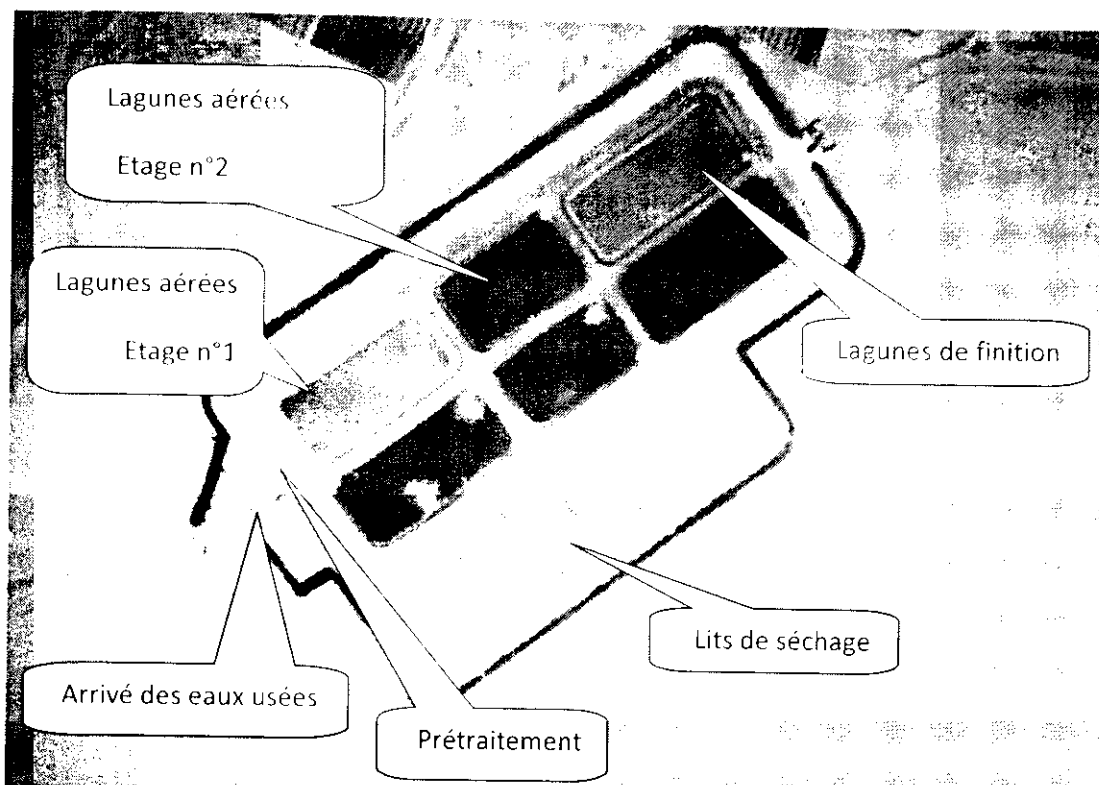 Lagunes aérées
Etage n°2
Lagunes aérées
Etage n°1
Lagunes de finition
Lits de séchage
Arrivé des eaux usées
Prétraitement